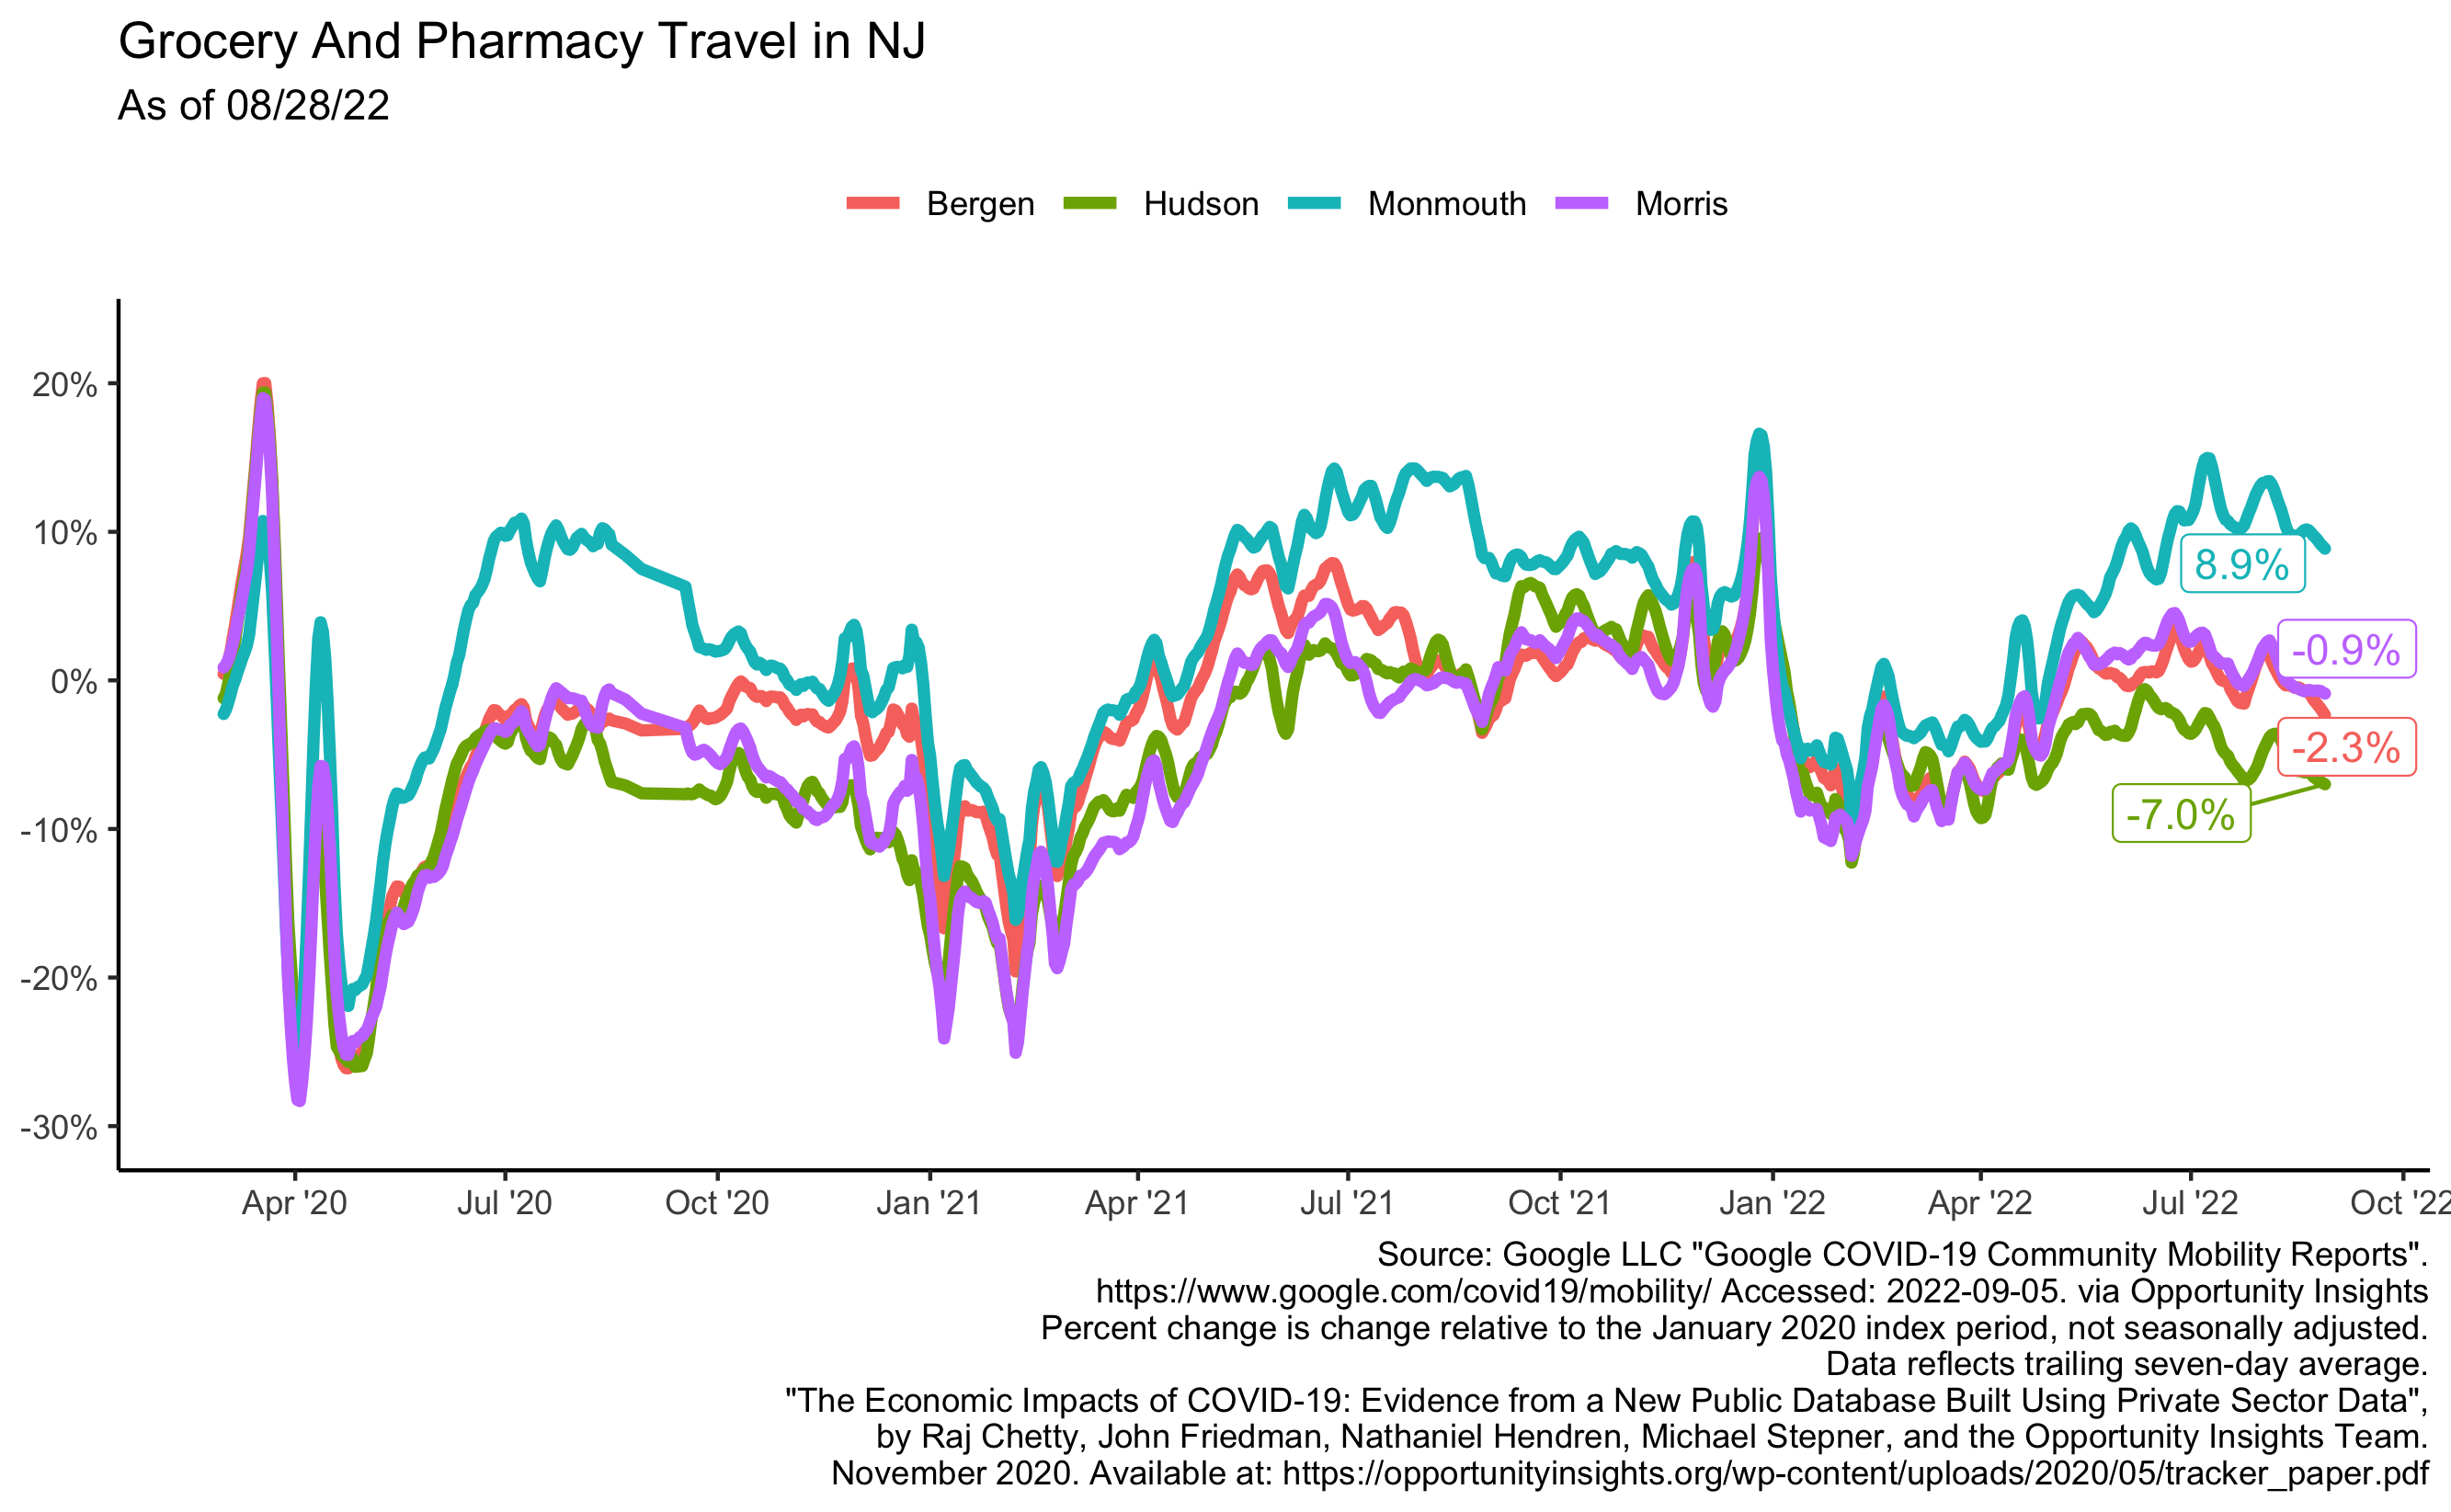 Grocery And Pharmacy Travel in NJ
As of 08/28/22
Bergen Hudson Monmouth Morris
20%
10%
0%
-10%
-20%
-30%
8.9%
-0.9%
-2.3%
-7.0%
Apr '20 Jul '20 Oct '20 Jan '21 Apr '21 Jul '21 Oct '21 Jan '22 Apr '22 Jul '22 Oct '22
Source: Google LLC "Google COVID-19 Community Mobility Reports".
https://www.google.com/covid19/mobility/ Accessed: 2022-09-05. via Opportunity Insights
Percent change is change relative to the January 2020 index period, not seasonally adjusted.
Data reflects trailing seven-day average.
"The Economic Impacts of COVID-19: Evidence from a New Public Database Built Using Private Sector Data",
by Raj Chetty, John Friedman, Nathaniel Hendren, Michael Stepner, and the Opportunity Insights Team.
November 2020. Available at: https://opportunityinsights.org/wp-content/uploads/2020/05/tracker_paper.pdf